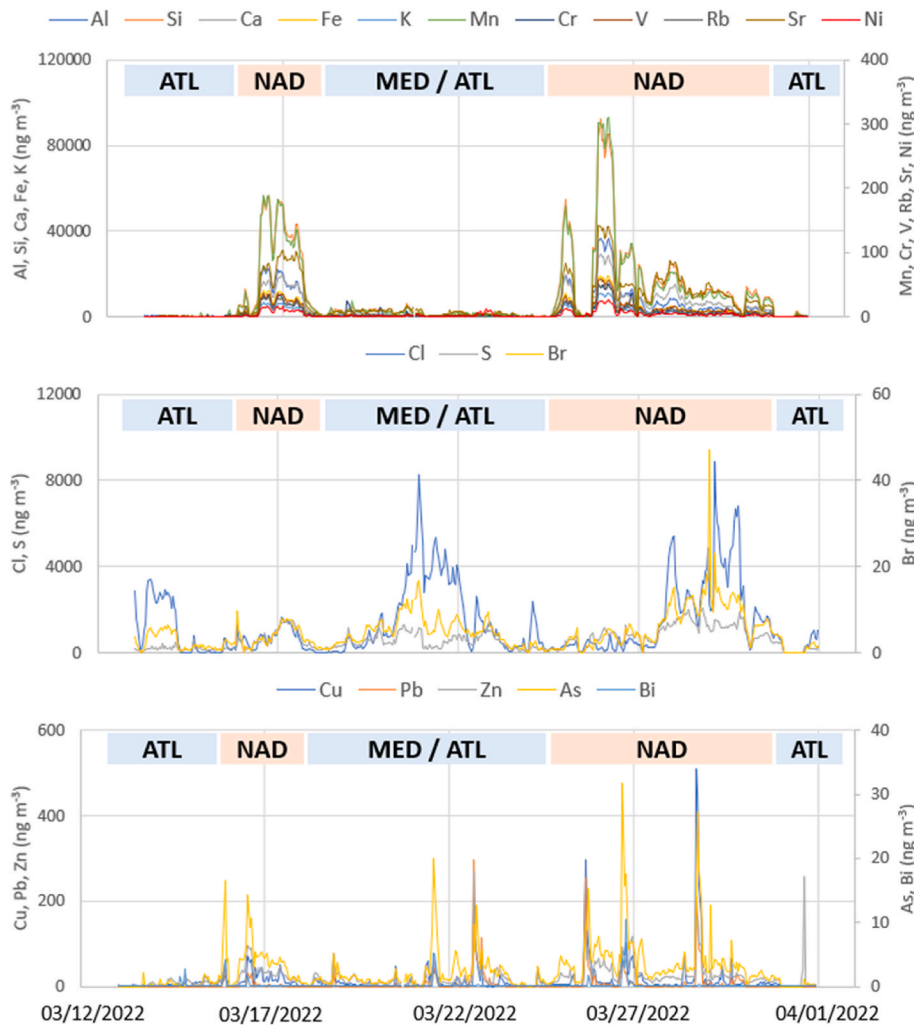 Al Si Ca Fe K Mn Cr V Rb Sr Ni
120000 400
ATL NAD MED / ATL NAD ATL
80000 300
200
40000 100
0 0
Al, Si, Ca, Fe, K (ng m⁻³)
Mn, Cr, V, Rb, Sr, Ni (ng m⁻³)
Cl S Br
12000 60
ATL NAD MED / ATL NAD ATL
8000 40
4000 20
0 0
Cl, S (ng m⁻³)
Br (ng m⁻³)
Cu Pb Zn As Bi
600 40
ATL NAD MED / ATL NAD ATL
30
400
20
200
10
0 0
Cu, Pb, Zn (ng m⁻³)
As, Bi (ng m⁻³)
03/12/2022 03/17/2022 03/22/2022 03/27/2022 04/01/2022